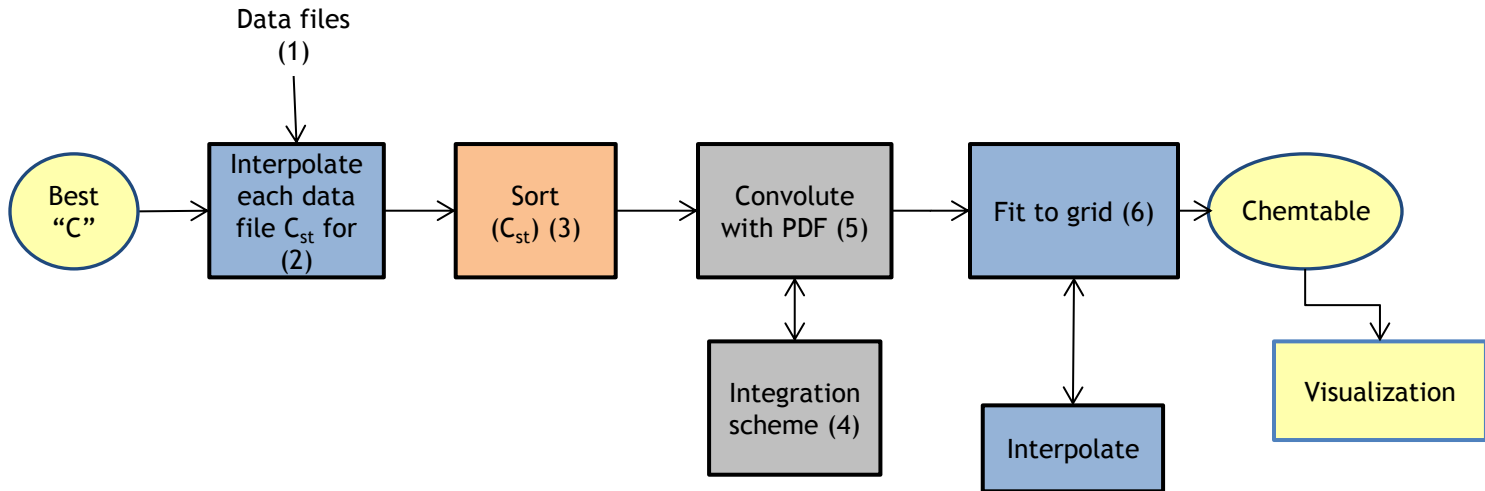 Data files
(1)
Best
“C”
Interpolate
each data
file C_st for
(2)
Sort
(C_st) (3)
Convolute
with PDF (5)
Fit to grid (6)
Chemtable
Integration
scheme (4)
Interpolate
Visualization